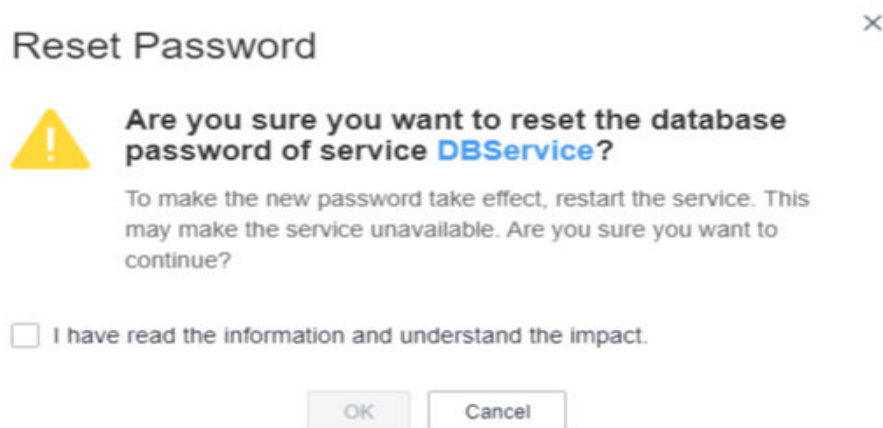 Reset Password
Are you sure you want to reset the database
password of service DBService?
To make the new password take effect, restart the service. This
may make the service unavailable. Are you sure you want to
continue?
I have read the information and understand the impact.
OK
Cancel